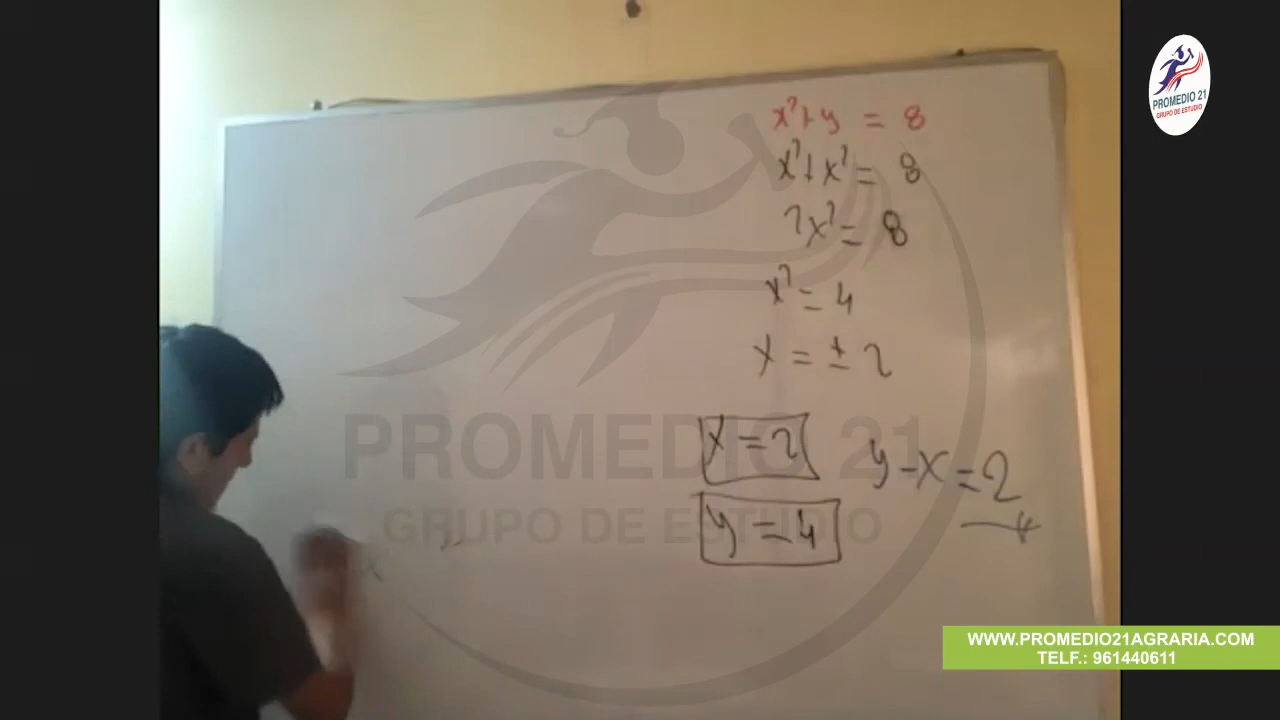 x²+y = 8
x²+x² = 8
2x² = 8
x² = 4
x = ± 2
x = 2
y - x = 2
y = 4
PROMEDIO 21
GRUPO DE ESTUDIO
PROMEDIO 21
GRUPO DE ESTUDIO
WWW.PROMEDIO21AGRARIA.COM
TELF.: 961440611